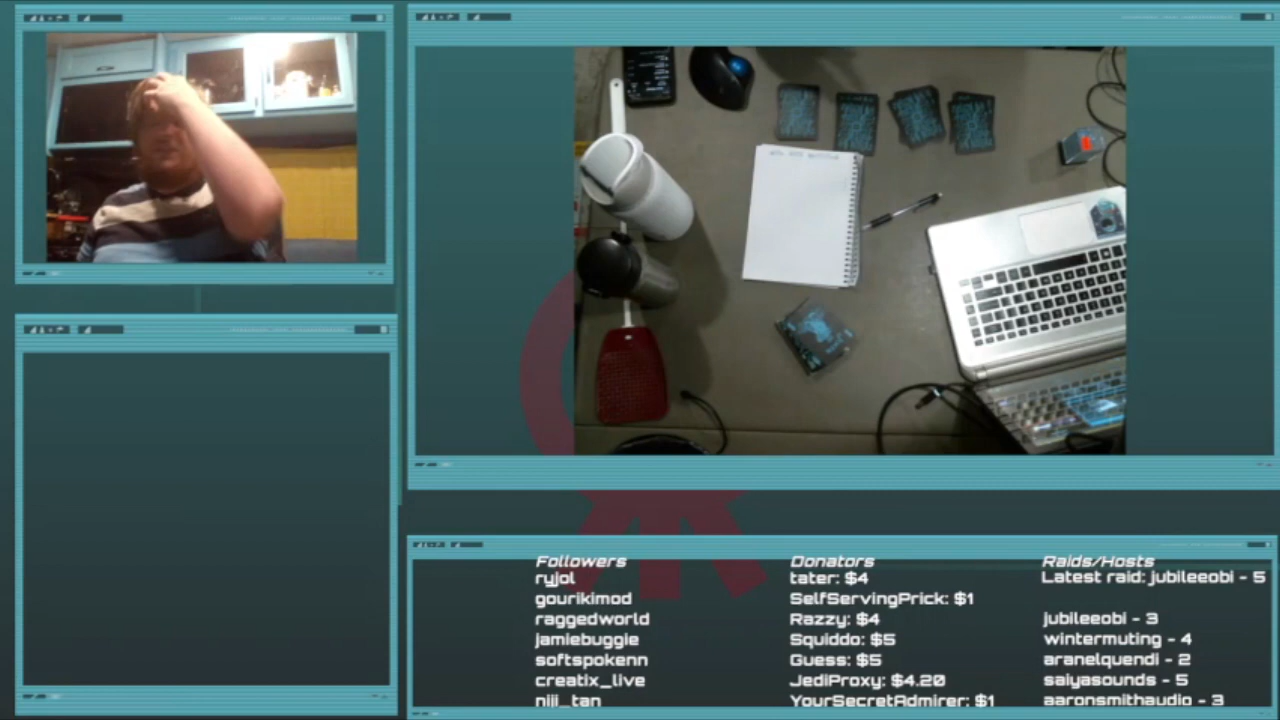 Followers
ryjol
gourikimod
raggedworld
jamiebuggie
softspokenn
creatix_live
niji_tan
Donators
tater: $4
SelfServingPrick: $1
Razzy: $4
Squiddo: $5
Guess: $5
JediProxy: $4.20
YourSecretAdmirer: $1
Raids/Hosts
Latest raid: jubileeobi - 5
jubileeobi - 3
wintermuting - 4
aranelquendi - 2
saiyasounds - 5
aaronsmithaudio - 3